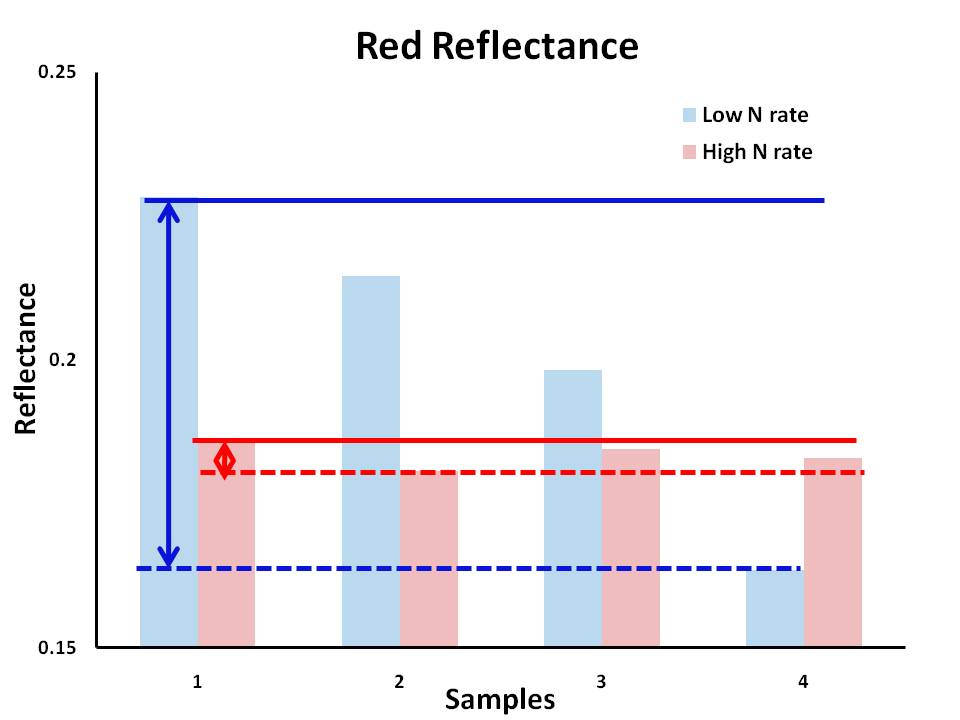 Red Reflectance
0.25
Low N rate
High N rate
Reflectance
0.2
0.15
1 2 3 4
Samples